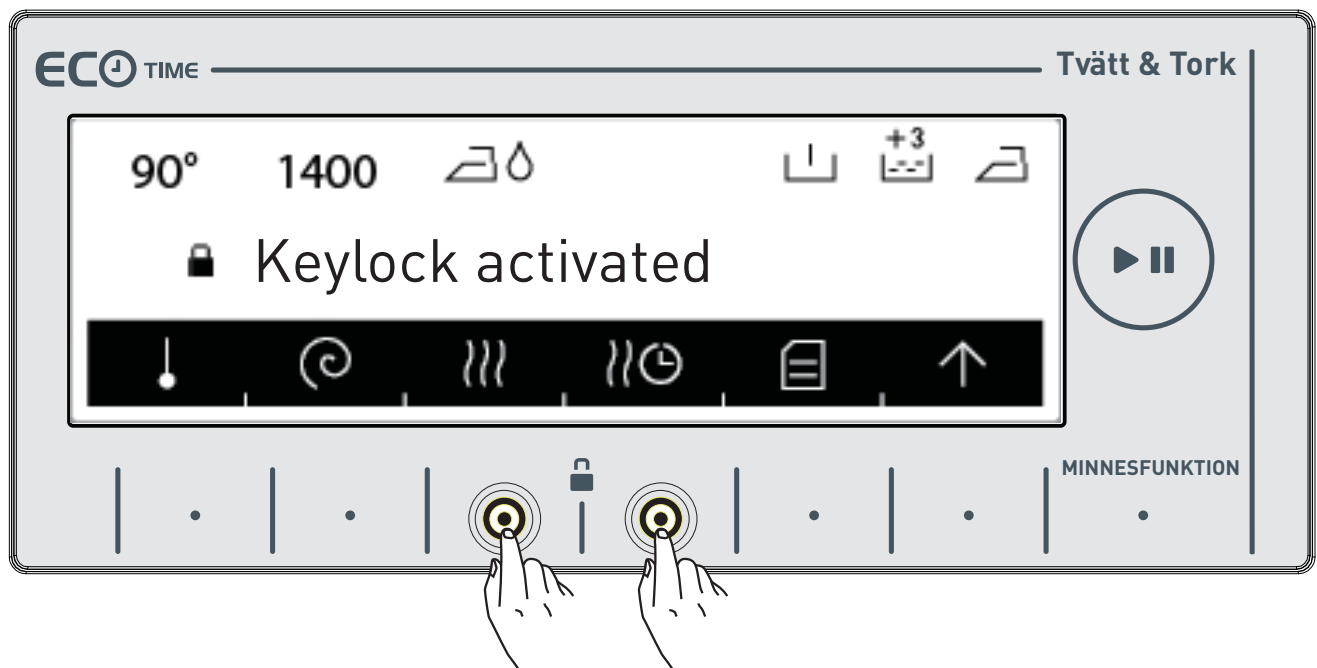 ECO TIME
Tvätt & Tork
90° 1400
+3
Keylock activated
MINNESFUNKTION